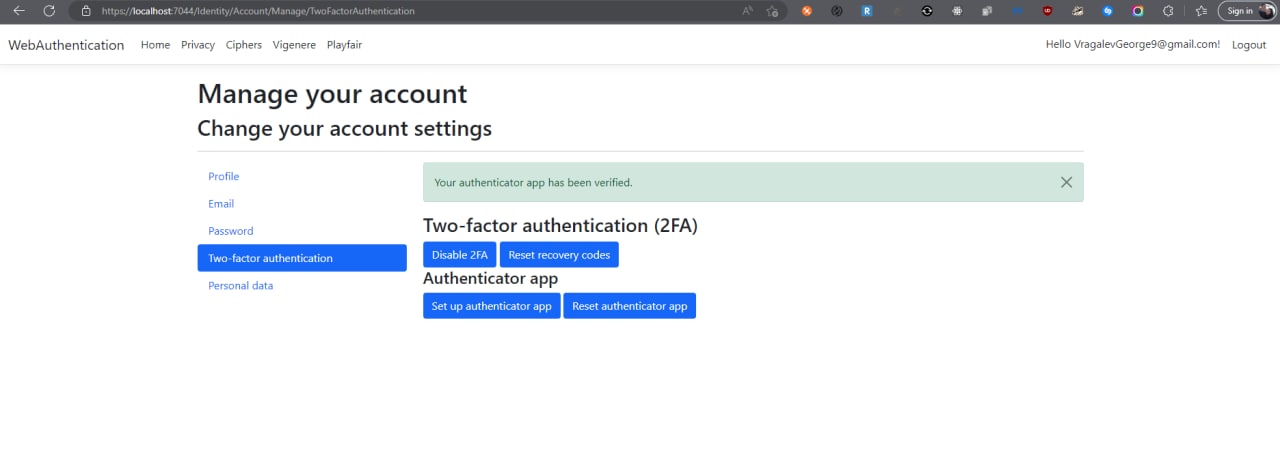 https://localhost:7044/Identity/Account/Manage/TwoFactorAuthentication
Sign in
WebAuthentication Home Privacy Ciphers Vigenere Playfair Hello VragalevGeorge9@gmail.com! Logout
Manage your account
Change your account settings
Profile
Email
Password
Two-factor authentication
Personal data
Your authenticator app has been verified.
Two-factor authentication (2FA)
Disable 2FA Reset recovery codes
Authenticator app
Set up authenticator app Reset authenticator app